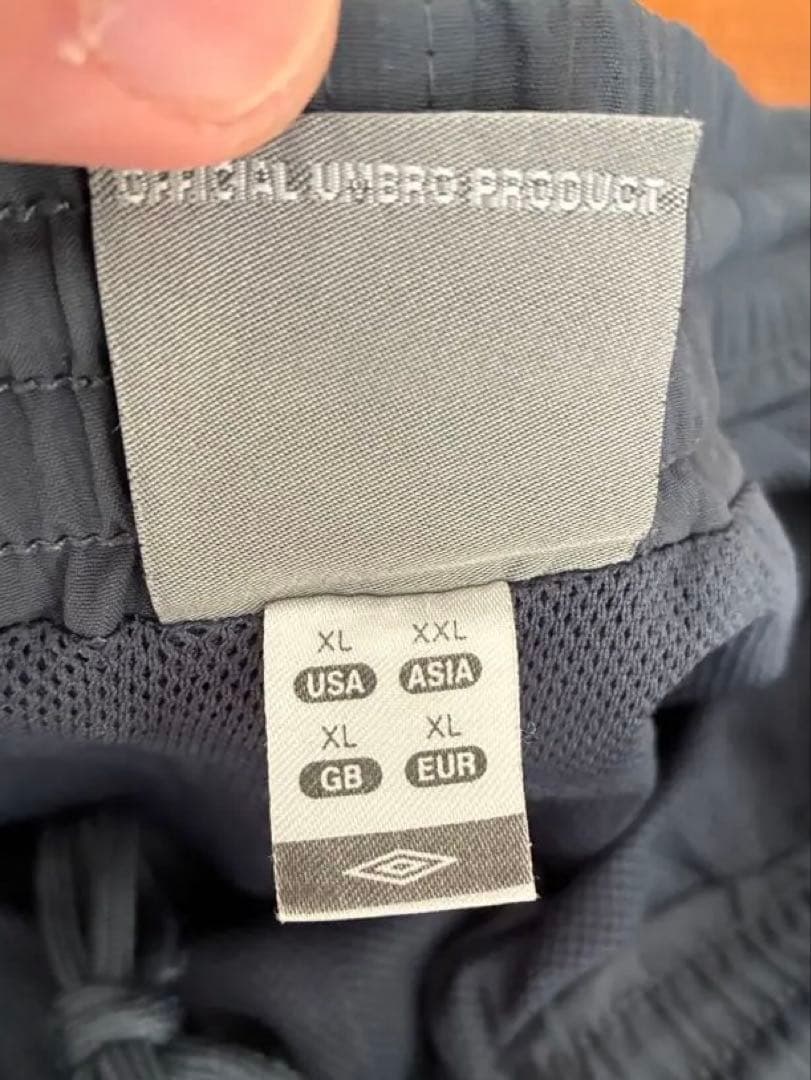 OFFICIAL UMBRO PRODUCT
XL XXL
USA ASIA
XL XL
GB EUR